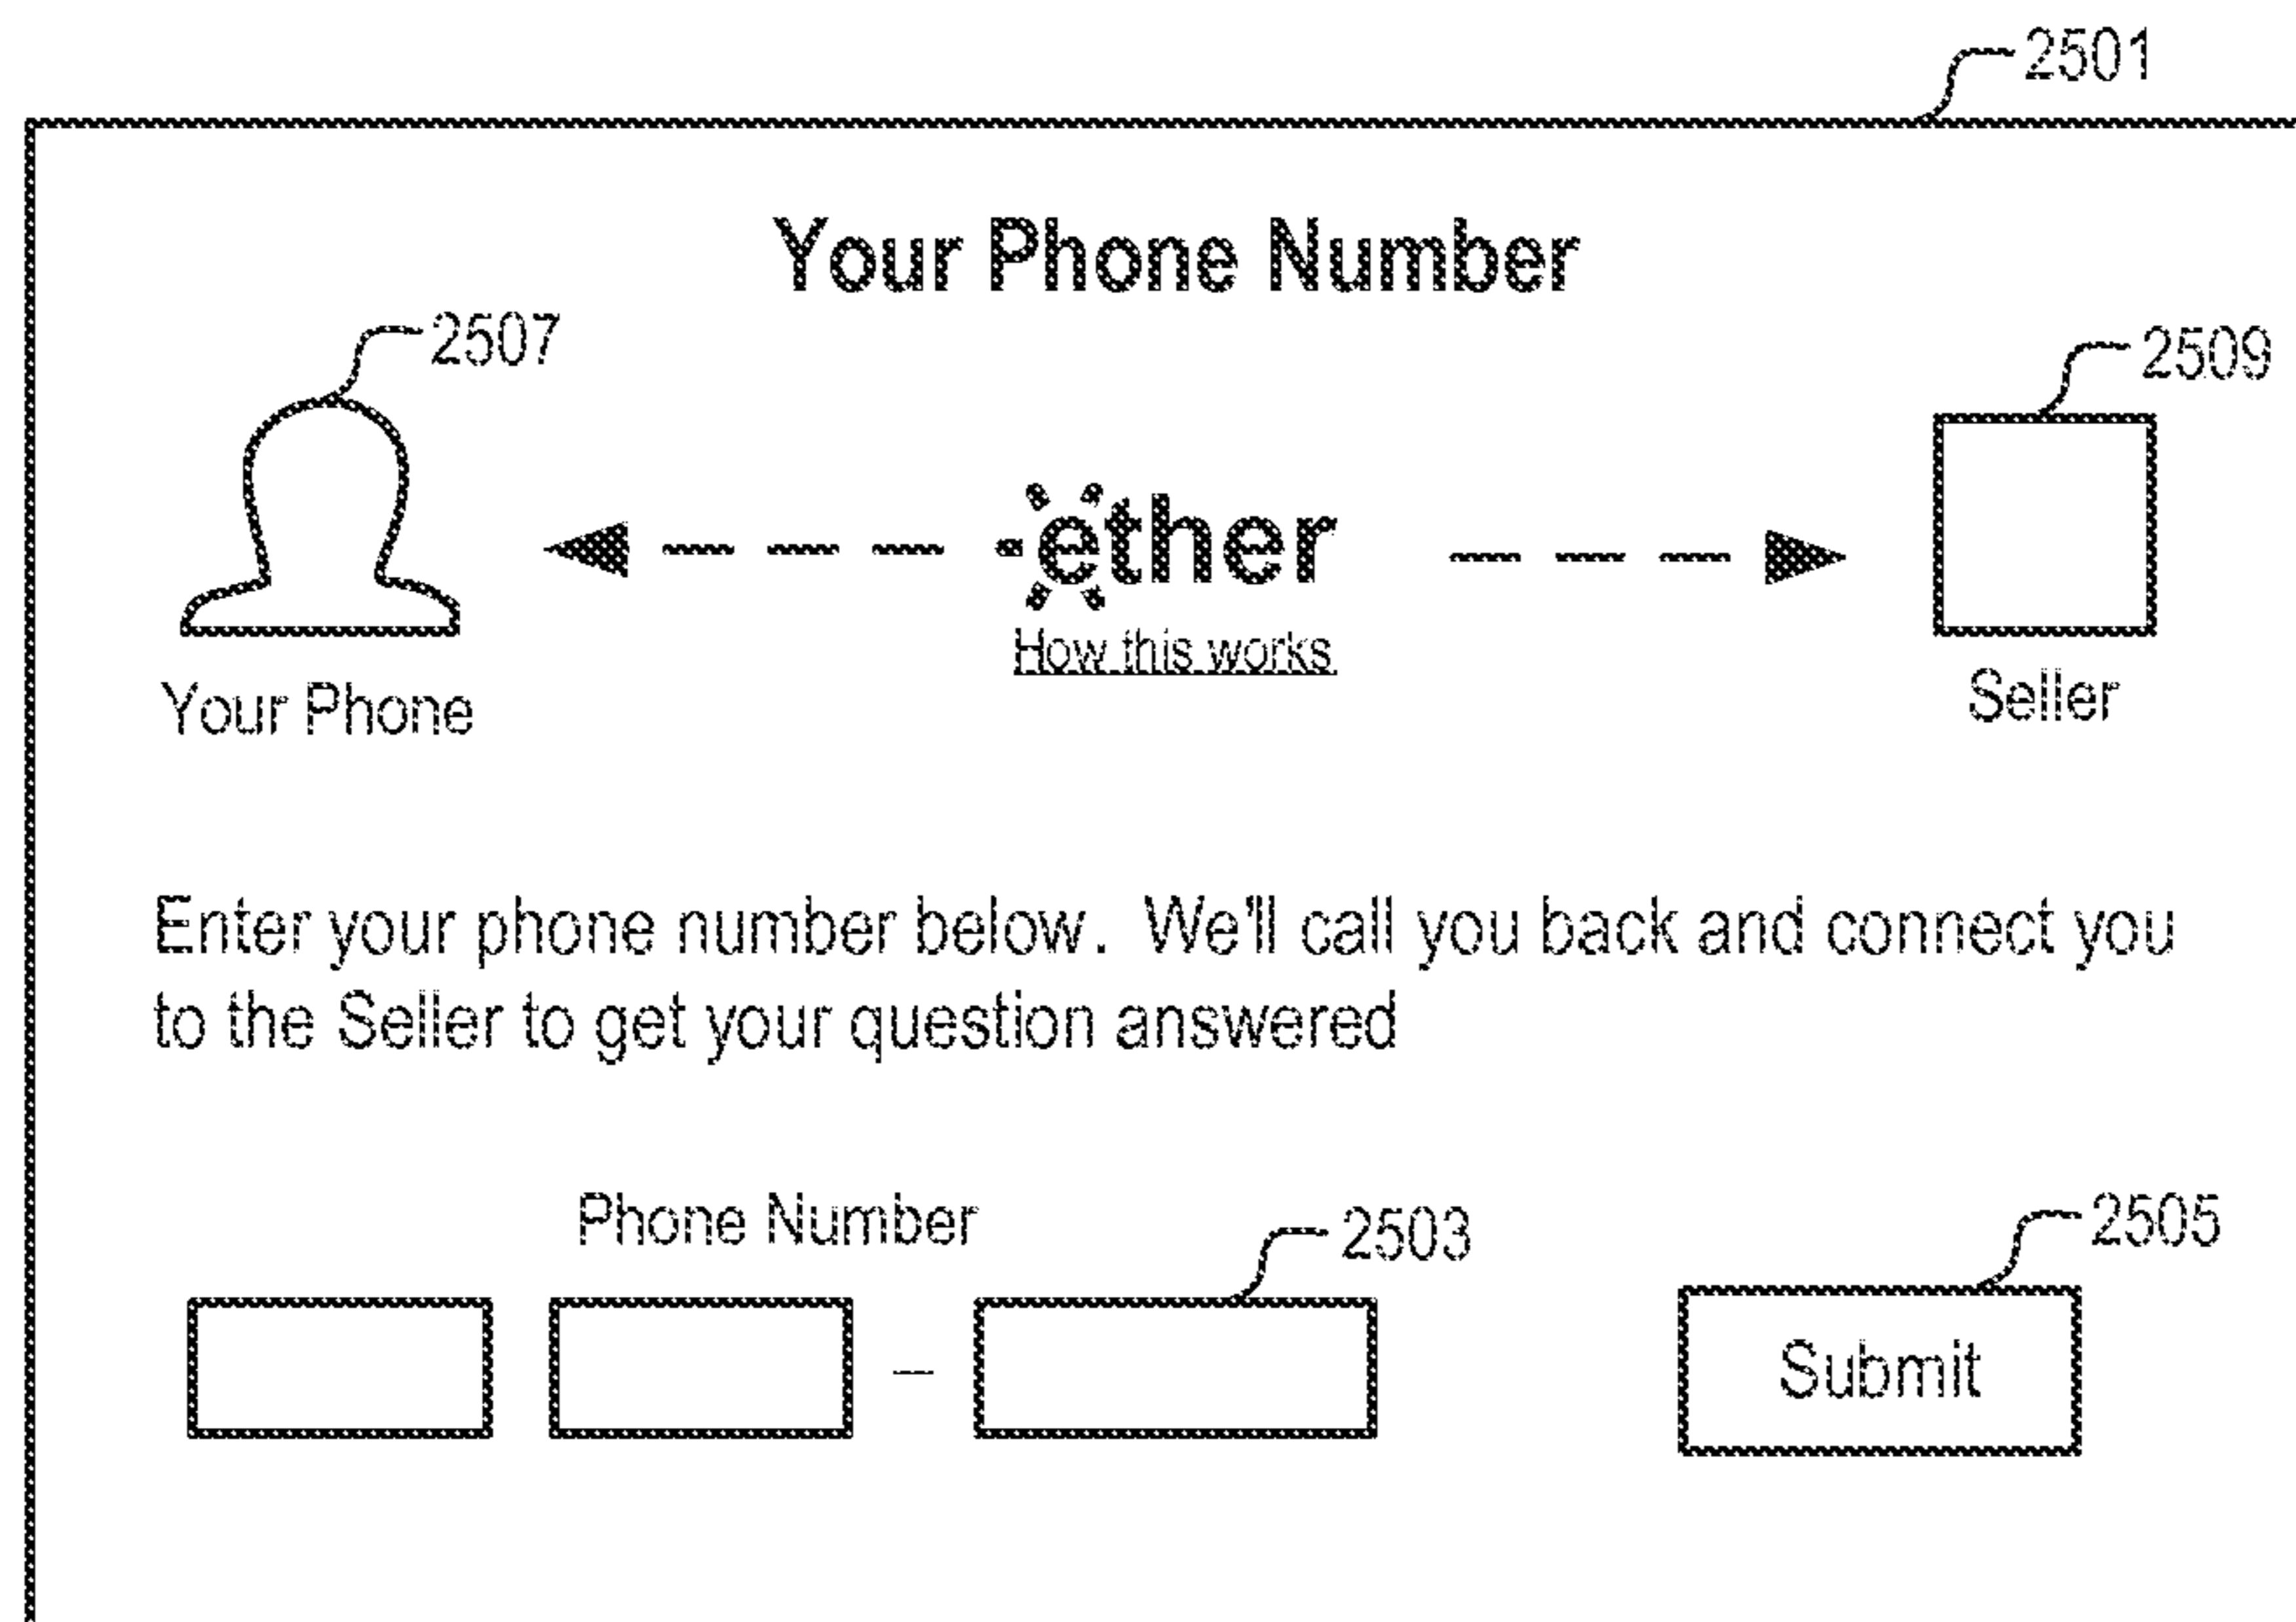 2501
Your Phone Number
2507
2509
ether
How this works
Your Phone
Seller
Enter your phone number below. We'll call you back and connect you
to the Seller to get your question answered
Phone Number
2503
2505
–
Submit